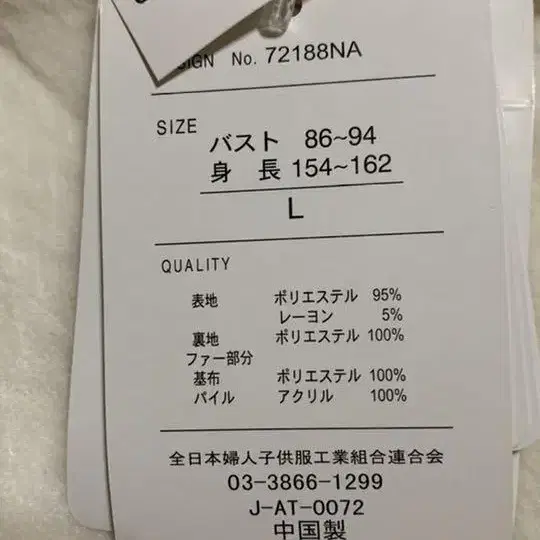 SIGN No. 72188NA
SIZE
バスト 86~94
身 長 154~162
L
QUALITY
表地 ポリエステル 95%
レーヨン 5%
裏地 ポリエステル 100%
ファー部分
基布 ポリエステル 100%
パイル アクリル 100%
全日本婦人子供服工業組合連合会
03-3866-1299
J-AT-0072
中国製